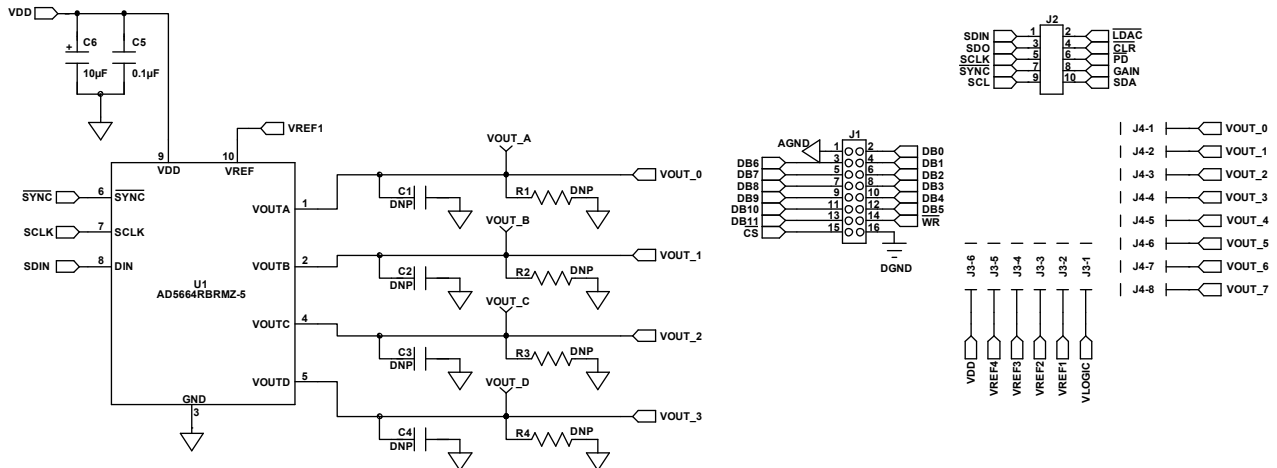 VDD
C6
C5
+
10µF
0.1µF
VREF1
9
10
VDD
VREF
SYNC
6
SYNC
SCLK
7
SCLK
SDIN
8
DIN
U1
AD5664RBRMZ-5
VOUTA
1
VOUTB
2
VOUTC
4
VOUTD
5
GND
3
VOUT_A
C1
DNP
R1
DNP
VOUT_0
VOUT_B
C2
DNP
R2
DNP
VOUT_1
VOUT_C
C3
DNP
R3
DNP
VOUT_2
VOUT_D
C4
DNP
R4
DNP
VOUT_3
J2
SDIN 1 2 LDAC
SDO 3 4 CLR
SCLK 5 6 PD
SYNC 7 8 GAIN
SCL 9 10 SDA
J1
AGND 1 2 DB0
DB6 3 4 DB1
DB7 5 6 DB2
DB8 7 8 DB3
DB9 9 10 DB4
DB10 11 12 DB5
DB11 13 14 WR
CS 15 16
DGND
J4-1 VOUT_0
J4-2 VOUT_1
J4-3 VOUT_2
J4-4 VOUT_3
J4-5 VOUT_4
J4-6 VOUT_5
J4-7 VOUT_6
J4-8 VOUT_7
J3-6 VDD
J3-5 VREF4
J3-4 VREF3
J3-3 VREF2
J3-2 VREF1
J3-1 VLOGIC